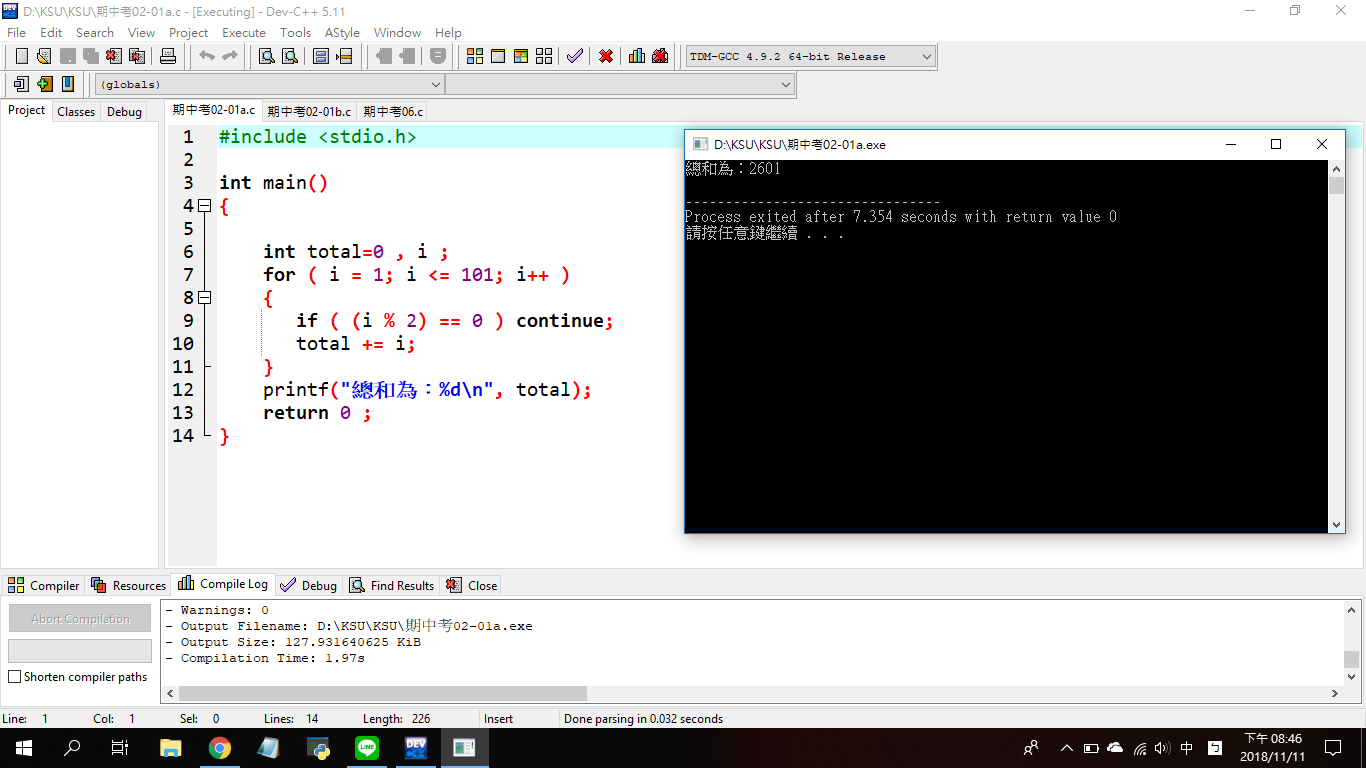 D:\KSU\KSU\期中考02-01a.c - [Executing] - Dev-C++ 5.11
File Edit Search View Project Execute Tools AStyle Window Help
TDM-GCC 4.9.2 64-bit Release
(globals)
Project Classes Debug
期中考02-01a.c 期中考02-01b.c 期中考06.c
1 #include <stdio.h>
2
3 int main()
4 {
5
6 int total=0 , i ;
7 for ( i = 1; i <= 101; i++ )
8 {
9 if ( (i % 2) == 0 ) continue;
10 total += i;
11 }
12 printf("總和為：%d\n", total);
13 return 0 ;
14 }
D:\KSU\KSU\期中考02-01a.exe
總和為：2601
--------------------------------
Process exited after 7.354 seconds with return value 0
請按任意鍵繼續 . . .
Compiler Resources Compile Log Debug Find Results Close
Abort Compilation
Shorten compiler paths
- Warnings: 0
- Output Filename: D:\KSU\KSU\期中考02-01a.exe
- Output Size: 127.931640625 KiB
- Compilation Time: 1.97s
Line: 1 Col: 1 Sel: 0 Lines: 14 Length: 226 Insert Done parsing in 0.032 seconds
LINE
DEV
中
ㄅ
下午 08:46
2018/11/11